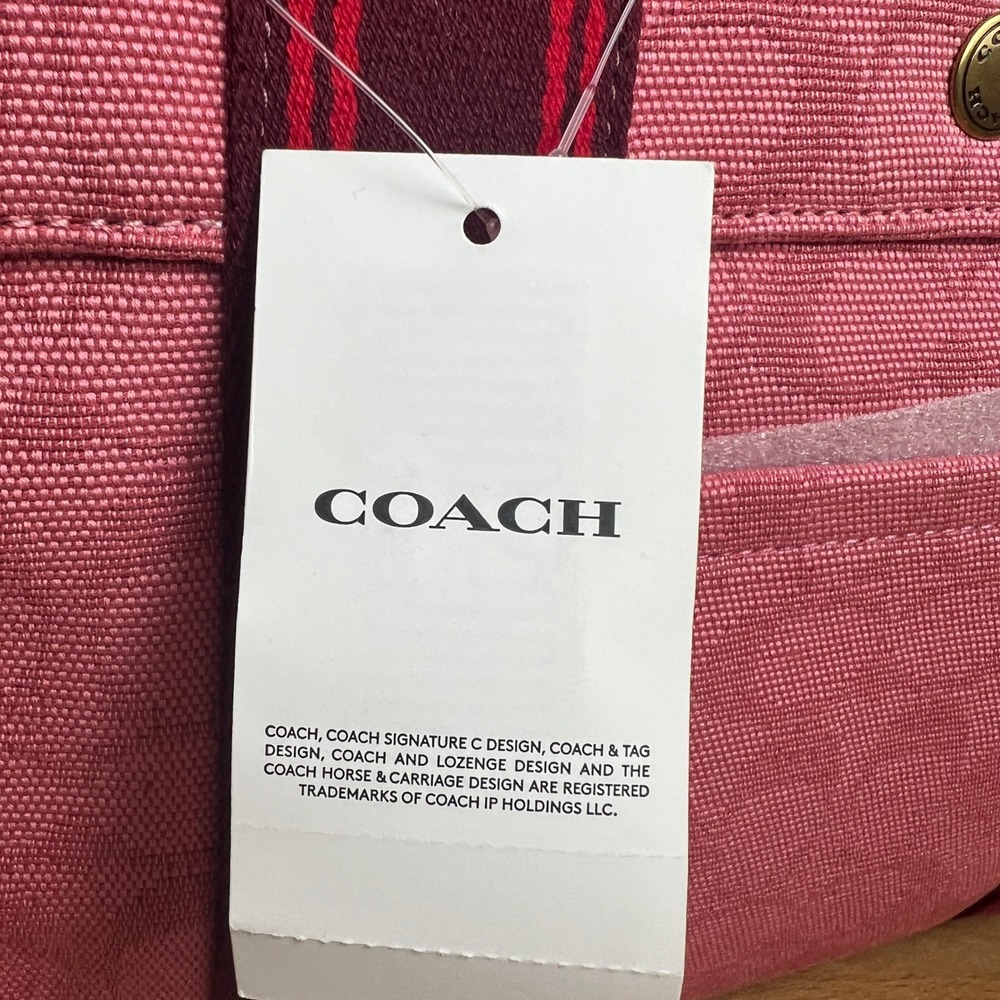 COACH
COACH, COACH SIGNATURE C DESIGN, COACH & TAG
DESIGN, COACH AND LOZENGE DESIGN AND THE
COACH HORSE & CARRIAGE DESIGN ARE REGISTERED
TRADEMARKS OF COACH IP HOLDINGS LLC.